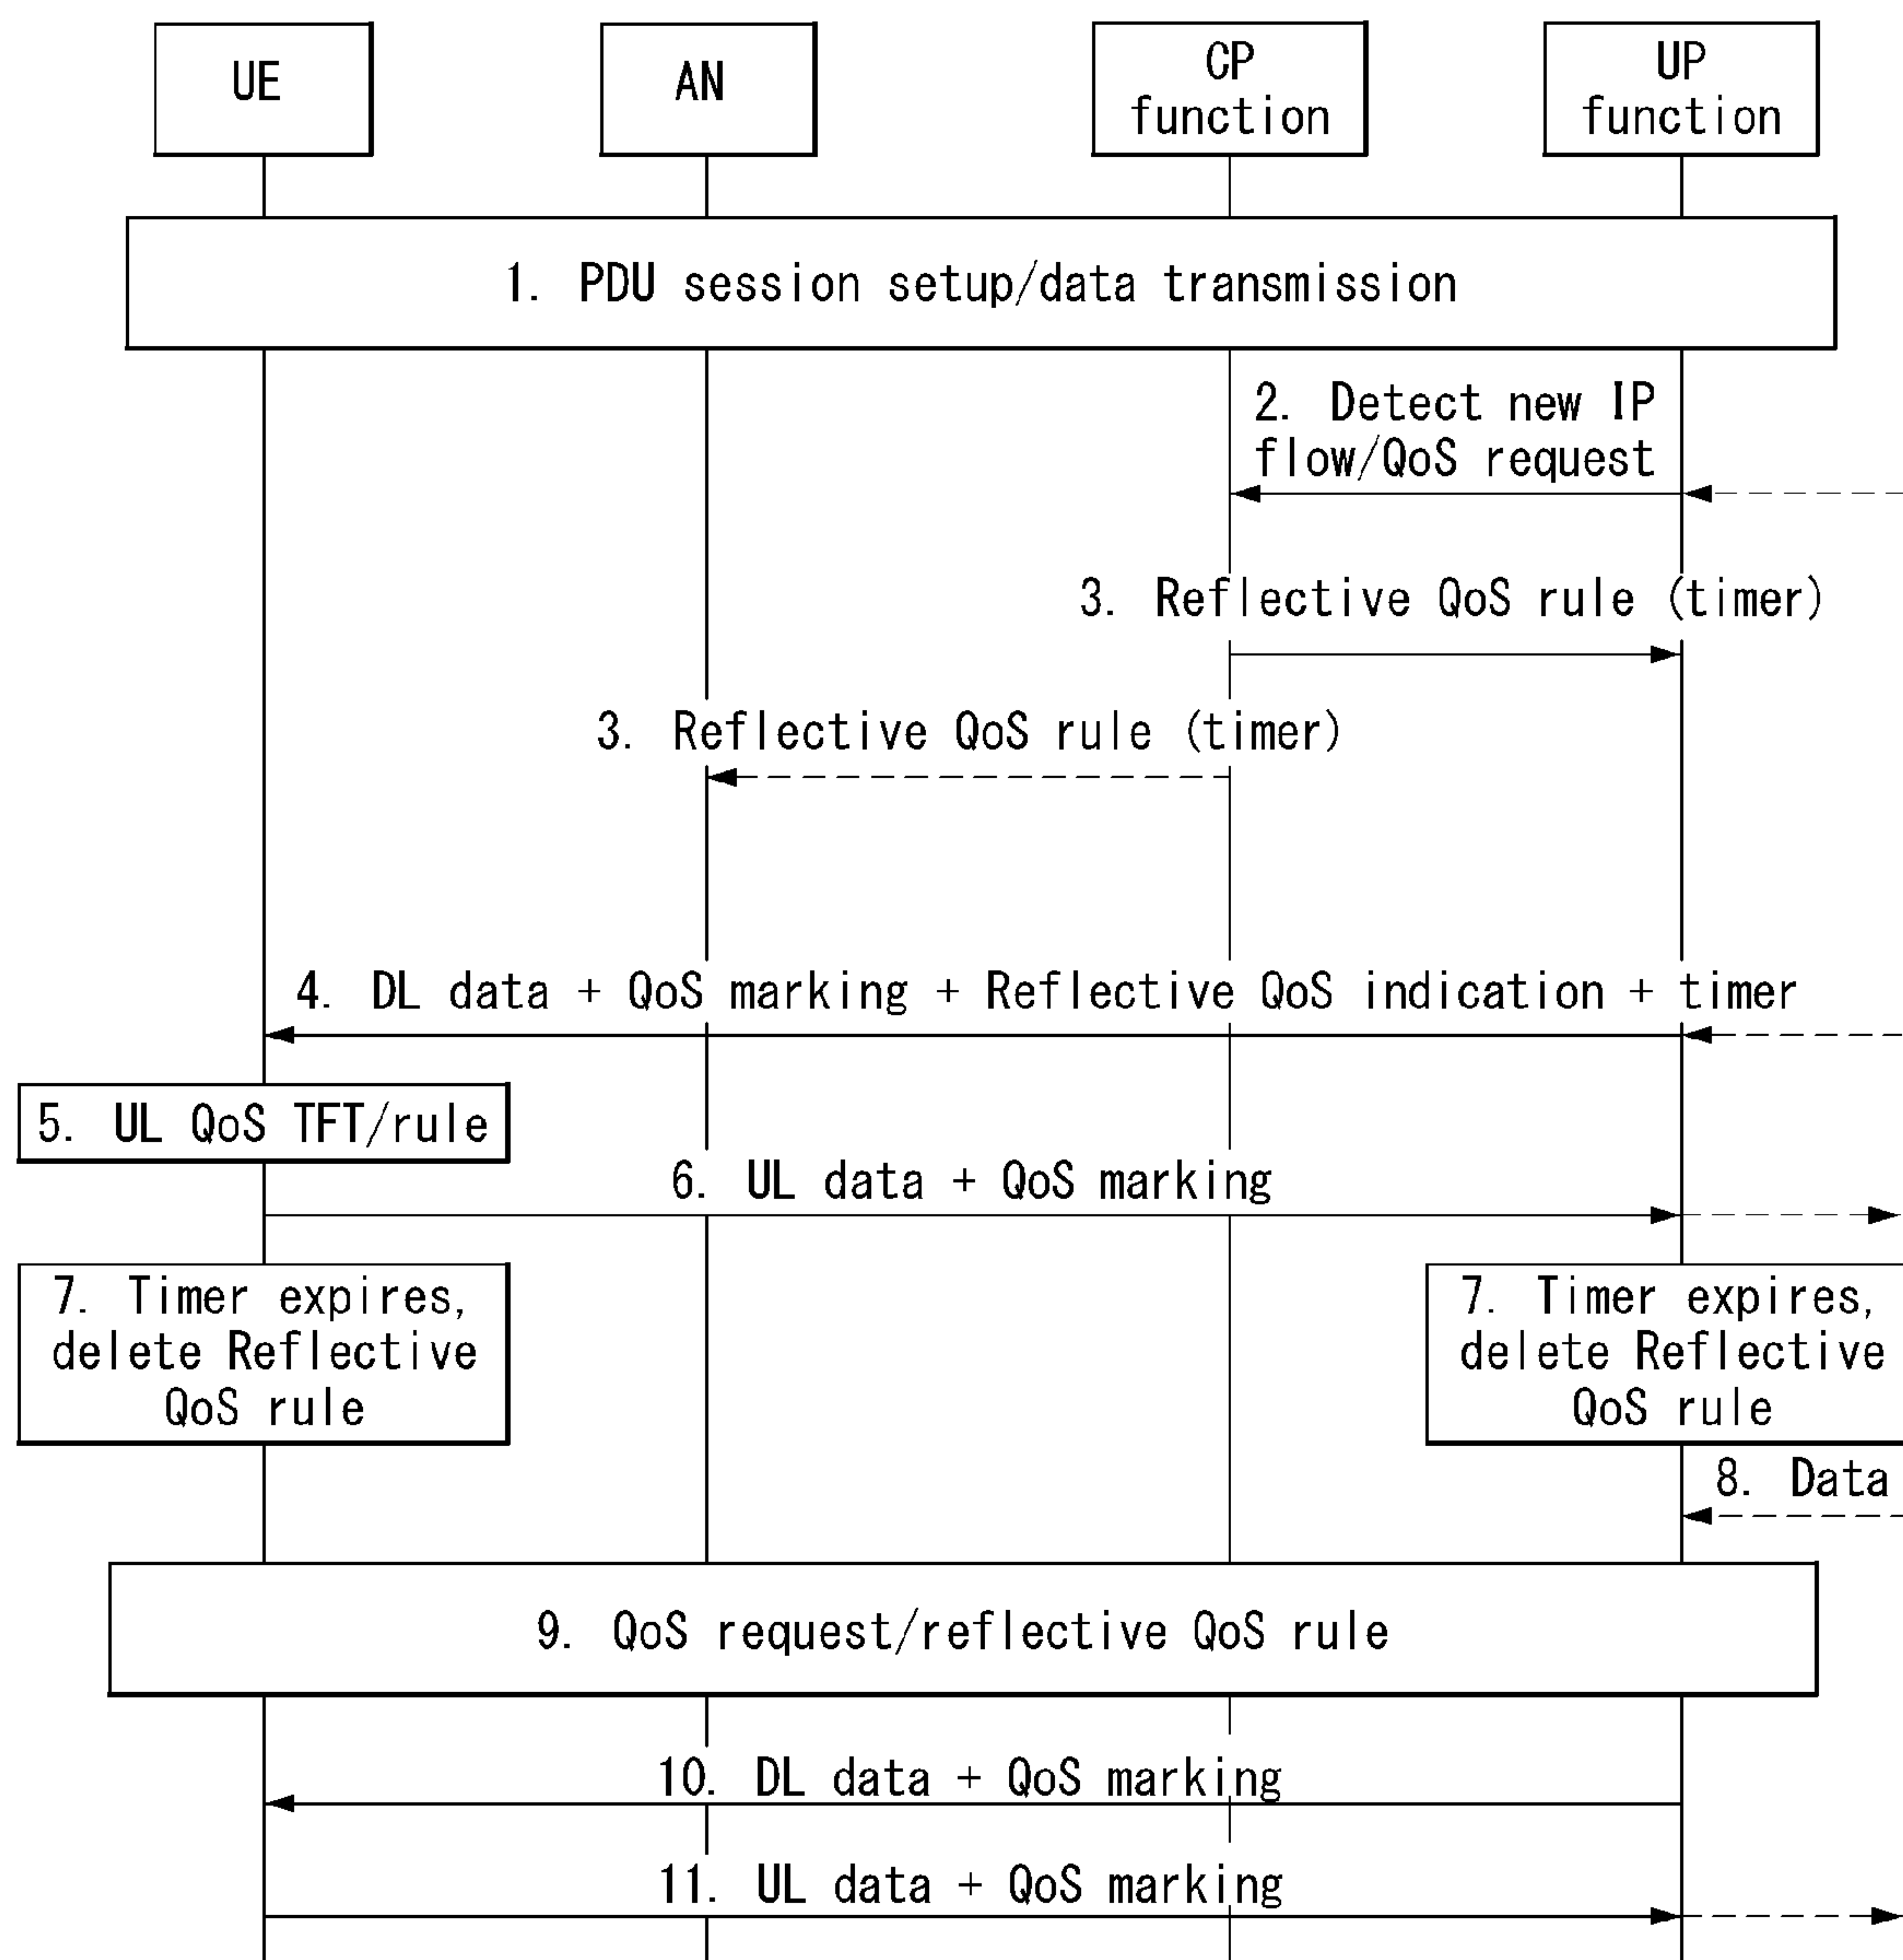 UE
AN
CP
function
UP
function
1. PDU session setup/data transmission
2. Detect new IP
flow/QoS request
3. Reflective QoS rule (timer)
3. Reflective QoS rule (timer)
4. DL data + QoS marking + Reflective QoS indication + timer
5. UL QoS TFT/rule
6. UL data + QoS marking
7. Timer expires,
delete Reflective
QoS rule
7. Timer expires,
delete Reflective
QoS rule
8. Data
9. QoS request/reflective QoS rule
10. DL data + QoS marking
11. UL data + QoS marking